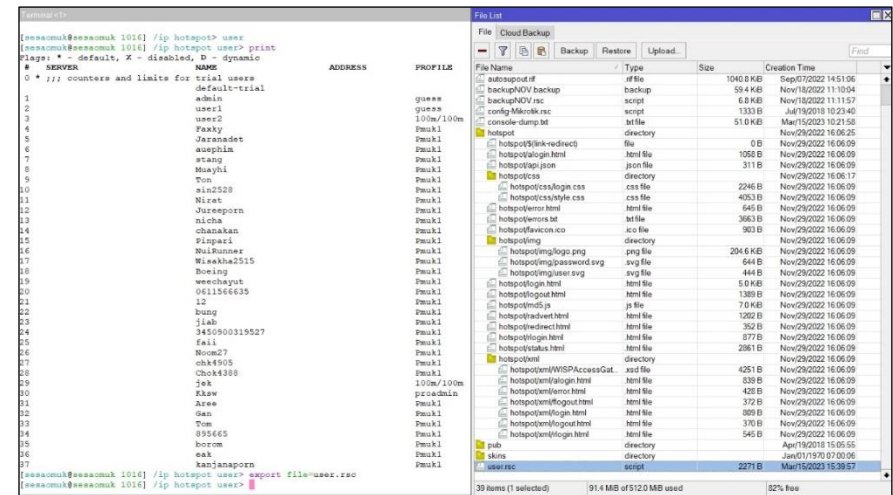 Terminal <1>
[sesaomuk@sesaomuk 1016] /ip hotspot> user
[sesaomuk@sesaomuk 1016] /ip hotspot user> print
Flags: * - default, X - disabled, D - dynamic
# SERVER NAME ADDRESS PROFILE
0 * ;;; counters and limits for trial users
default-trial
1 admin guess
2 user1 guess
3 user2 100m/100m
4 Faxky Pmuk1
5 Jaranadet Pmuk1
6 auephim Pmuk1
7 stang Pmuk1
8 Muayhi Pmuk1
9 Ton Pmuk1
10 sin2528 Pmuk1
11 Nirat Pmuk1
12 Jureeporn Pmuk1
13 nicha Pmuk1
14 chanakan Pmuk1
15 Pinpari Pmuk1
16 NuiRunner Pmuk1
17 Wisakha2515 Pmuk1
18 Boeing Pmuk1
19 weechayut Pmuk1
20 0611566635 Pmuk1
21 12 Pmuk1
22 bung Pmuk1
23 jiab Pmuk1
24 3450900319527 Pmuk1
25 faii Pmuk1
26 Nocm27 Pmuk1
27 chk4905 Pmuk1
28 Chok4388 Pmuk1
29 jek 100m/100m
30 Kksw proadmin
31 Aree Pmuk1
32 Gan Pmuk1
33 Tom Pmuk1
34 895665 Pmuk1
35 borom Pmuk1
36 eak Pmuk1
37 kanjanaporn Pmuk1
[sesaomuk@sesaomuk 1016] /ip hotspot user> export file=user.rsc
[sesaomuk@sesaomuk 1016] /ip hotspot user>
File List
File Cloud Backup
Backup Restore Upload... Find
File Name / Type Size Creation Time
autosupout.rif .rif file 1040.8 KiB Sep/07/2022 14:51:06
backupNOV.backup backup 59.4 KiB Nov/18/2022 11:10:04
backupNOV.rsc script 6.8 KiB Nov/18/2022 11:11:57
config-Mikrotik.rsc script 1333 B Jul/19/2018 10:23:40
console-dump.txt .txt file 51.0 KiB Mar/15/2023 10:21:58
hotspot directory Nov/29/2022 16:06:25
hotspot/$(link-redirect) file 0 B Nov/29/2022 16:06:09
hotspot/alogin.html .html file 1058 B Nov/29/2022 16:06:09
hotspot/api.json .json file 311 B Nov/29/2022 16:06:09
hotspot/css directory Nov/29/2022 16:06:17
hotspot/css/login.css .css file 2246 B Nov/29/2022 16:06:09
hotspot/css/style.css .css file 4053 B Nov/29/2022 16:06:09
hotspot/error.html .html file 645 B Nov/29/2022 16:06:09
hotspot/errors.txt .txt file 3663 B Nov/29/2022 16:06:09
hotspot/favicon.ico .ico file 903 B Nov/29/2022 16:06:09
hotspot/img directory Nov/29/2022 16:06:09
hotspot/img/logo.png .png file 204.6 KiB Nov/29/2022 16:06:09
hotspot/img/password.svg .svg file 644 B Nov/29/2022 16:06:09
hotspot/img/user.svg .svg file 444 B Nov/29/2022 16:06:09
hotspot/login.html .html file 5.0 KiB Nov/29/2022 16:06:09
hotspot/logout.html .html file 1389 B Nov/29/2022 16:06:09
hotspot/md5.js .js file 7.0 KiB Nov/29/2022 16:06:09
hotspot/radvert.html .html file 1202 B Nov/29/2022 16:06:09
hotspot/redirect.html .html file 352 B Nov/29/2022 16:06:09
hotspot/rlogin.html .html file 877 B Nov/29/2022 16:06:09
hotspot/status.html .html file 2861 B Nov/29/2022 16:06:09
hotspot/xml directory Nov/29/2022 16:06:09
hotspot/xml/WISPAccessGat... .xsd file 4251 B Nov/29/2022 16:06:09
hotspot/xml/alogin.html .html file 839 B Nov/29/2022 16:06:09
hotspot/xml/error.html .html file 428 B Nov/29/2022 16:06:09
hotspot/xml/flogout.html .html file 372 B Nov/29/2022 16:06:09
hotspot/xml/login.html .html file 889 B Nov/29/2022 16:06:09
hotspot/xml/logout.html .html file 370 B Nov/29/2022 16:06:09
hotspot/xml/rlogin.html .html file 545 B Nov/29/2022 16:06:09
pub directory Apr/19/2018 15:05:55
skins directory Jan/01/1970 07:00:06
user.rsc script 2271 B Mar/15/2023 15:39:57
39 items (1 selected) 91.4 MiB of 512.0 MiB used 82% free